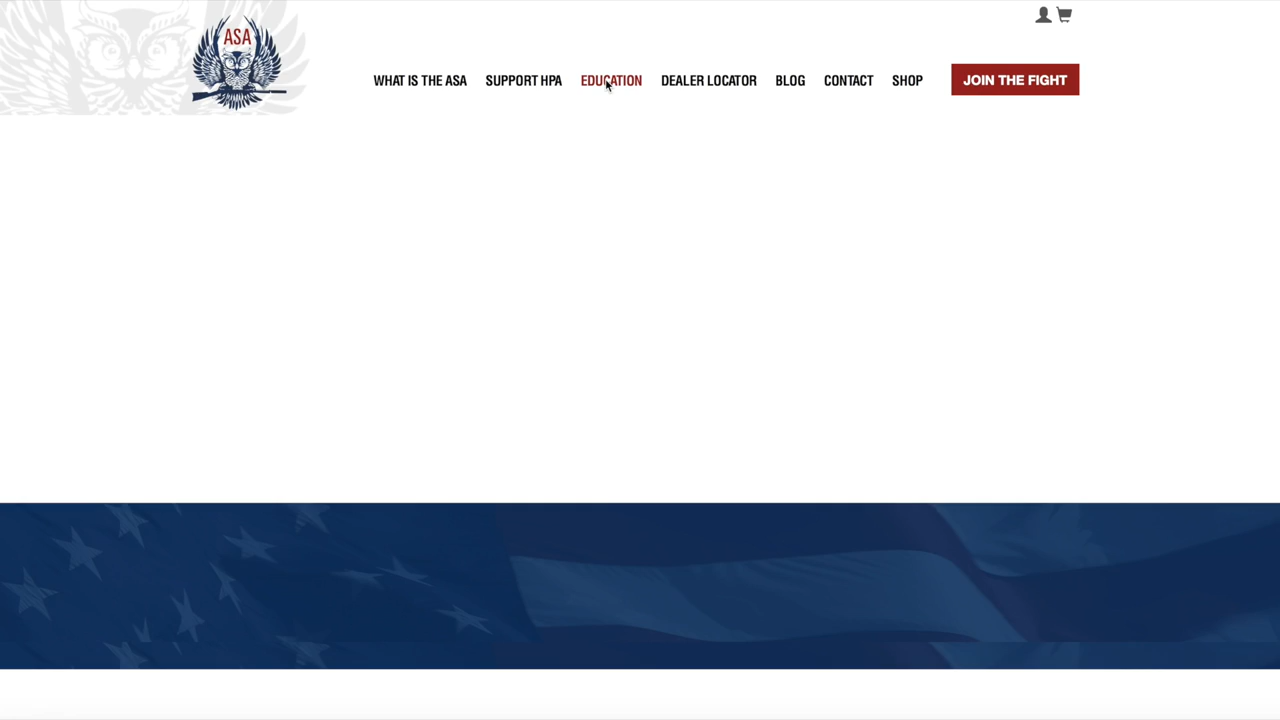 ASA
WHAT IS THE ASA SUPPORT HPA EDUCATION DEALER LOCATOR BLOG CONTACT SHOP JOIN THE FIGHT